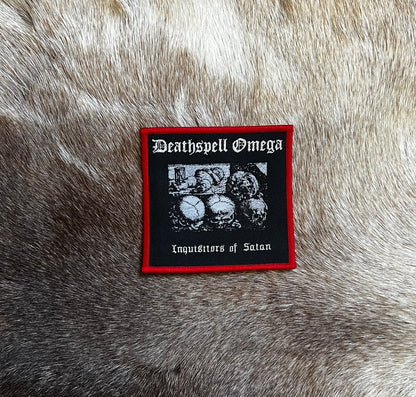 Deathspell Omega
Inquisitors of Satan